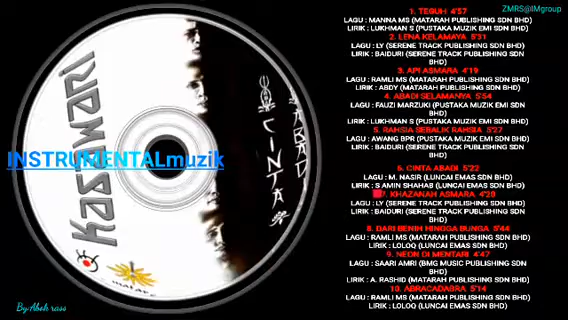 ZMRS@IMgroup
1. TEGUH 4'57
LAGU : MANNA MS (MATARAH PUBLISHING SDN BHD)
LIRIK : LUKHMAN S (PUSTAKA MUZIK EMI SDN BHD)
2. LENA KELAMAYA 5'31
LAGU : LY (SERENE TRACK PUBLISHING SDN BHD)
LIRIK : BAIDURI (SERENE TRACK PUBLISHING SDN
BHD)
3. API ASMARA 4'19
LAGU : RAMLI MS (MATARAH PUBLISHING SDN BHD)
LIRIK : ABDY (MATARAH PUBLISHING SDN BHD)
4. ABADI SELAMANYA 5'54
LAGU : FAUZI MARZUKI (PUSTAKA MUZIK EMI SDN
BHD)
LIRIK : LUKHMAN S (PUSTAKA MUZIK EMI SDN BHD)
5. RAHSIA SEBALIK RAHSIA 5'27
LAGU : AWANG BPR (PUSTAKA MUZIK EMI SDN BHD)
LIRIK : BAIDURI (SERENE TRACK PUBLISHING SDN
BHD)
6. CINTA ABADI 5'22
LAGU : M. NASIR (LUNCAI EMAS SDN BHD)
LIRIK : S AMIN SHAHAB (LUNCAI EMAS SDN BHD)
7. KHAZANAH ASMARA 4'28
LAGU : LY (SERENE TRACK PUBLISHING SDN BHD)
LIRIK : BAIDURI (SERENE TRACK PUBLISHING SDN
BHD)
8. DARI BENIH HINGGA BUNGA 5'44
LAGU : RAMLI MS (MATARAH PUBLISHING SDN BHD)
LIRIK : LOLOQ (LUNCAI EMAS SDN BHD)
9. NEON DI MENTARI 4'47
LAGU : SAARI AMRI (BMG MUSIC PUBLISHING SDN
BHD)
LIRIK : A. RASHID (MATARAH PUBLISHING SDN BHD)
10. ABRACADABRA 5'14
LAGU : RAMLI MS (MATARAH PUBLISHING SDN BHD)
LIRIK : LOLOQ (LUNCAI EMAS SDN BHD)
Kasawari
CINTA
ABADI
INSTRUMENTALmuzik
By:Aboh rass